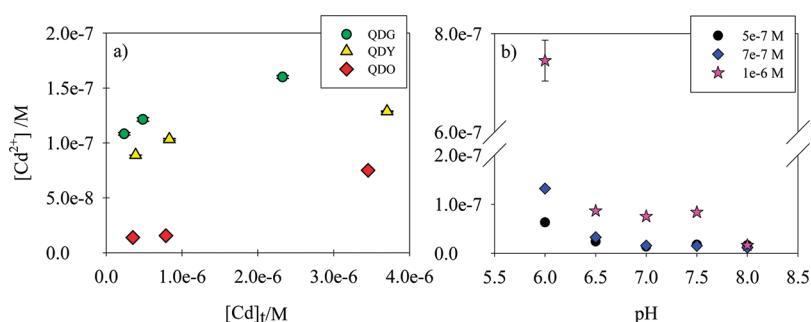 a)
QDG
QDY
QDO
2.0e-7
1.5e-7
1.0e-7
5.0e-8
0.0
[Cd2+] /M
0.0 1.0e-6 2.0e-6 3.0e-6 4.0e-6
[Cd]t/M
b)
5e-7 M
7e-7 M
1e-6 M
8.0e-7
6.0e-7
2.0e-7
1.0e-7
0.0
5.5 6.0 6.5 7.0 7.5 8.0 8.5
pH